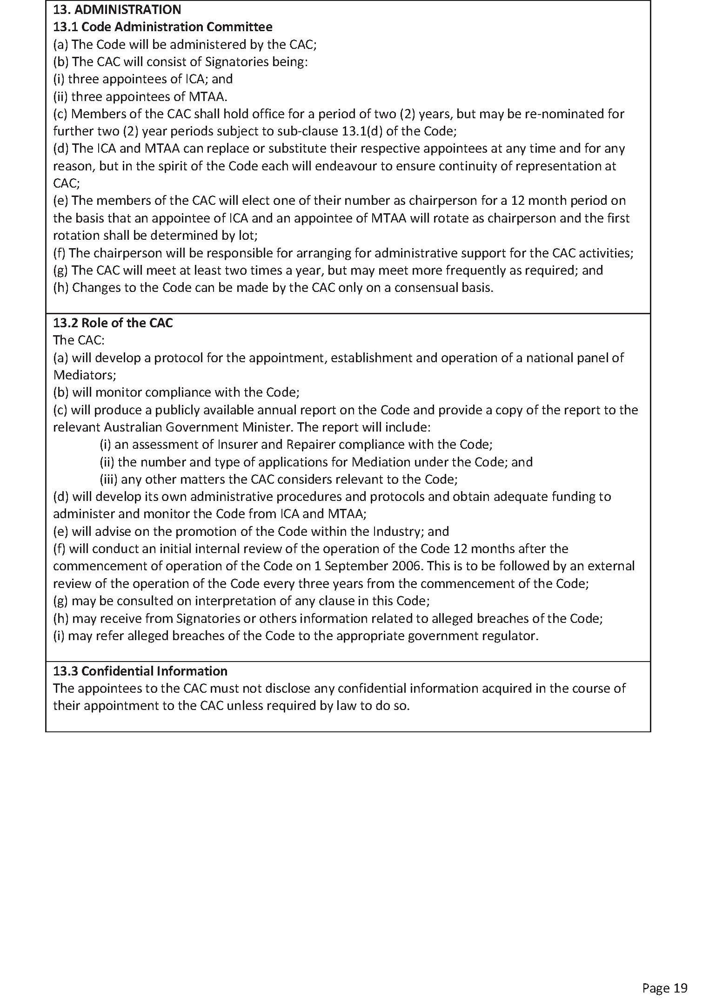 13. ADMINISTRATION
13.1 Code Administration Committee
(a) The Code will be administered by the CAC;
(b) The CAC will consist of Signatories being:
(i) three appointees of ICA; and
(ii) three appointees of MTAA.
(c) Members of the CAC shall hold office for a period of two (2) years, but may be re-nominated for
further two (2) year periods subject to sub-clause 13.1(d) of the Code;
(d) The ICA and MTAA can replace or substitute their respective appointees at any time and for any
reason, but in the spirit of the Code each will endeavour to ensure continuity of representation at
CAC;
(e) The members of the CAC will elect one of their number as chairperson for a 12 month period on
the basis that an appointee of ICA and an appointee of MTAA will rotate as chairperson and the first
rotation shall be determined by lot;
(f) The chairperson will be responsible for arranging for administrative support for the CAC activities;
(g) The CAC will meet at least two times a year, but may meet more frequently as required; and
(h) Changes to the Code can be made by the CAC only on a consensual basis.
13.2 Role of the CAC
The CAC:
(a) will develop a protocol for the appointment, establishment and operation of a national panel of
Mediators;
(b) will monitor compliance with the Code;
(c) will produce a publicly available annual report on the Code and provide a copy of the report to the
relevant Australian Government Minister. The report will include:
(i) an assessment of Insurer and Repairer compliance with the Code;
(ii) the number and type of applications for Mediation under the Code; and
(iii) any other matters the CAC considers relevant to the Code;
(d) will develop its own administrative procedures and protocols and obtain adequate funding to
administer and monitor the Code from ICA and MTAA;
(e) will advise on the promotion of the Code within the Industry; and
(f) will conduct an initial internal review of the operation of the Code 12 months after the
commencement of operation of the Code on 1 September 2006. This is to be followed by an external
review of the operation of the Code every three years from the commencement of the Code;
(g) may be consulted on interpretation of any clause in this Code;
(h) may receive from Signatories or others information related to alleged breaches of the Code;
(i) may refer alleged breaches of the Code to the appropriate government regulator.
13.3 Confidential Information
The appointees to the CAC must not disclose any confidential information acquired in the course of
their appointment to the CAC unless required by law to do so.
Page 19